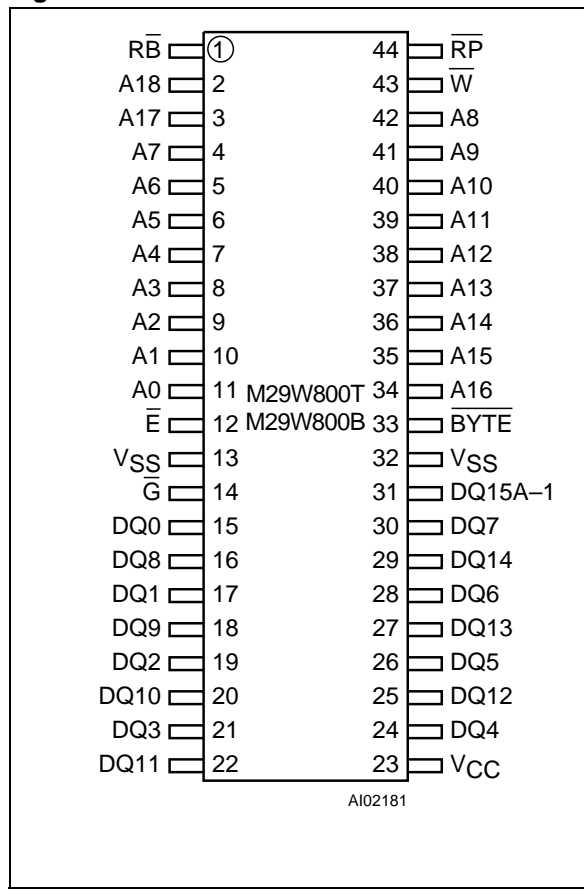 RB̅ 1 44 R̅P̅
A18 2 43 W̅
A17 3 42 A8
A7 4 41 A9
A6 5 40 A10
A5 6 39 A11
A4 7 38 A12
A3 8 37 A13
A2 9 36 A14
A1 10 35 A15
A0 11 M29W800T 34 A16
E̅ 12 M29W800B 33 B̅Y̅T̅E̅
VSS 13 32 VSS
G̅ 14 31 DQ15A–1
DQ0 15 30 DQ7
DQ8 16 29 DQ14
DQ1 17 28 DQ6
DQ9 18 27 DQ13
DQ2 19 26 DQ5
DQ10 20 25 DQ12
DQ3 21 24 DQ4
DQ11 22 23 VCC
AI02181